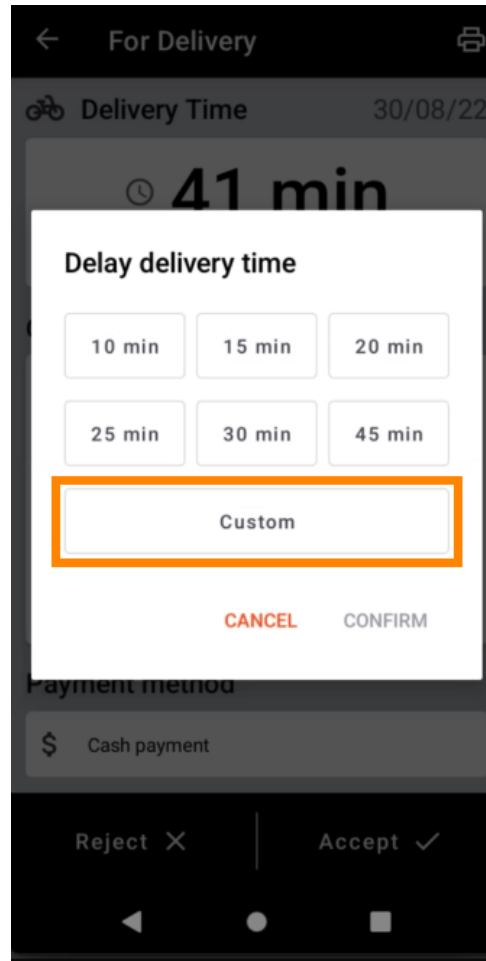 For Delivery
Delivery Time 30/08/22
41 min
Delay delivery time
10 min 15 min 20 min
25 min 30 min 45 min
Custom
CANCEL CONFIRM
Payment method
$ Cash payment
Reject Accept